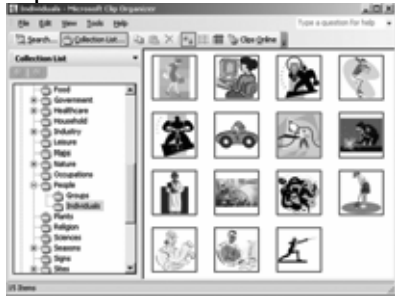 Individuals - Microsoft Clip Organizer
File Edit View Tools Help
Type a question for help
Search... Collection List... Clips Online
Collection List
Food
Government
Healthcare
Household
Industry
Leisure
Maps
Nature
Occupations
People
Groups
Individuals
Plants
Religion
Sciences
Seasons
Signs
Sites
15 Items